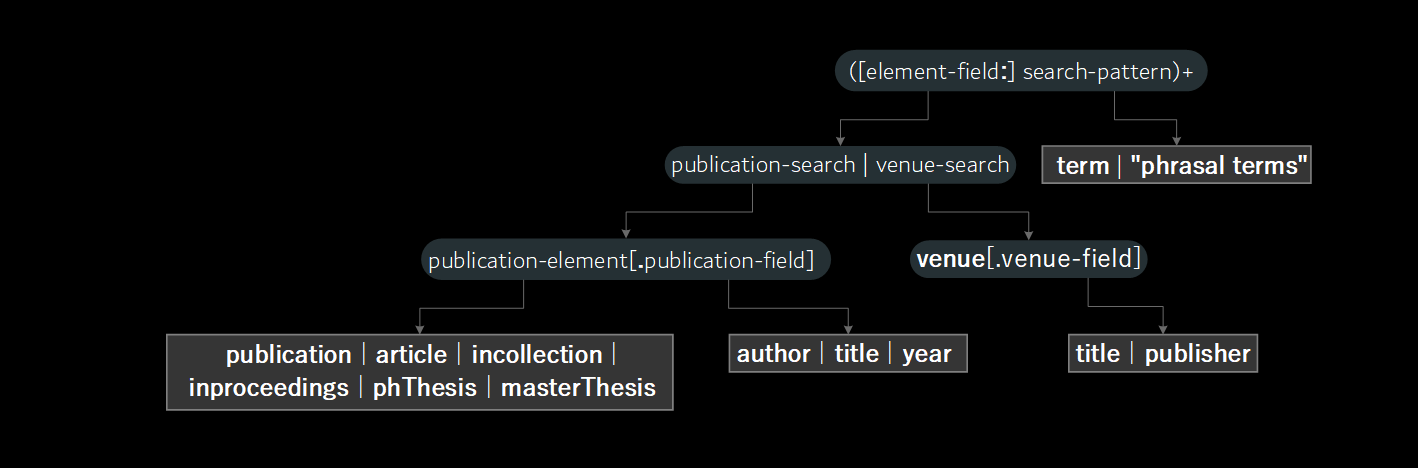 ([element-field:] search-pattern)+
publication-search | venue-search
term | "phrasal terms"
publication-element[.publication-field]
venue[.venue-field]
publication | article | incollection |
inproceedings | phThesis | masterThesis
author | title | year
title | publisher